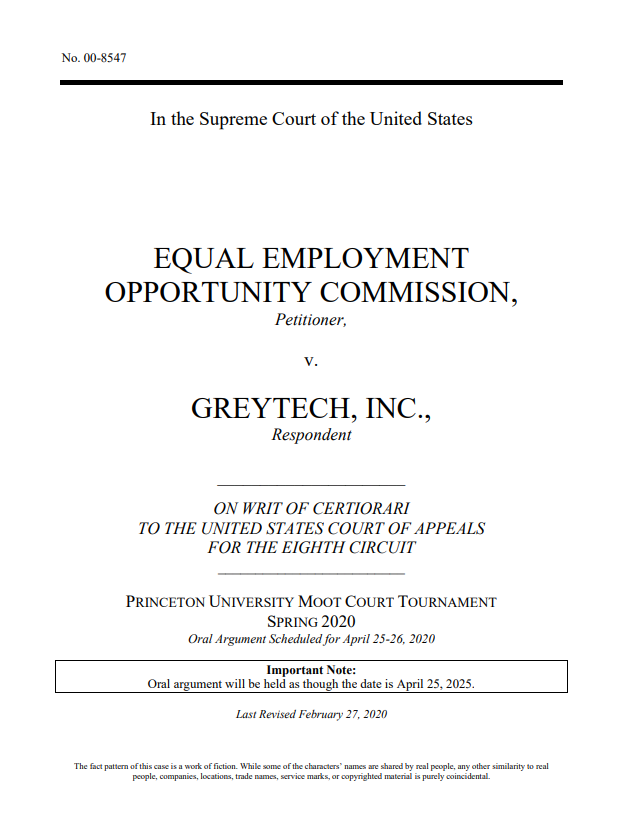 No. 00-8547
In the Supreme Court of the United States
EQUAL EMPLOYMENT
OPPORTUNITY COMMISSION,
Petitioner,
v.
GREYTECH, INC.,
Respondent
ON WRIT OF CERTIORARI
TO THE UNITED STATES COURT OF APPEALS
FOR THE EIGHTH CIRCUIT
PRINCETON UNIVERSITY MOOT COURT TOURNAMENT
SPRING 2020
Oral Argument Scheduled for April 25-26, 2020
Important Note:
Oral argument will be held as though the date is April 25, 2025.
Last Revised February 27, 2020
The fact pattern of this case is a work of fiction. While some of the characters’ names are shared by real people, any other similarity to real
people, companies, locations, trade names, service marks, or copyrighted material is purely coincidental.